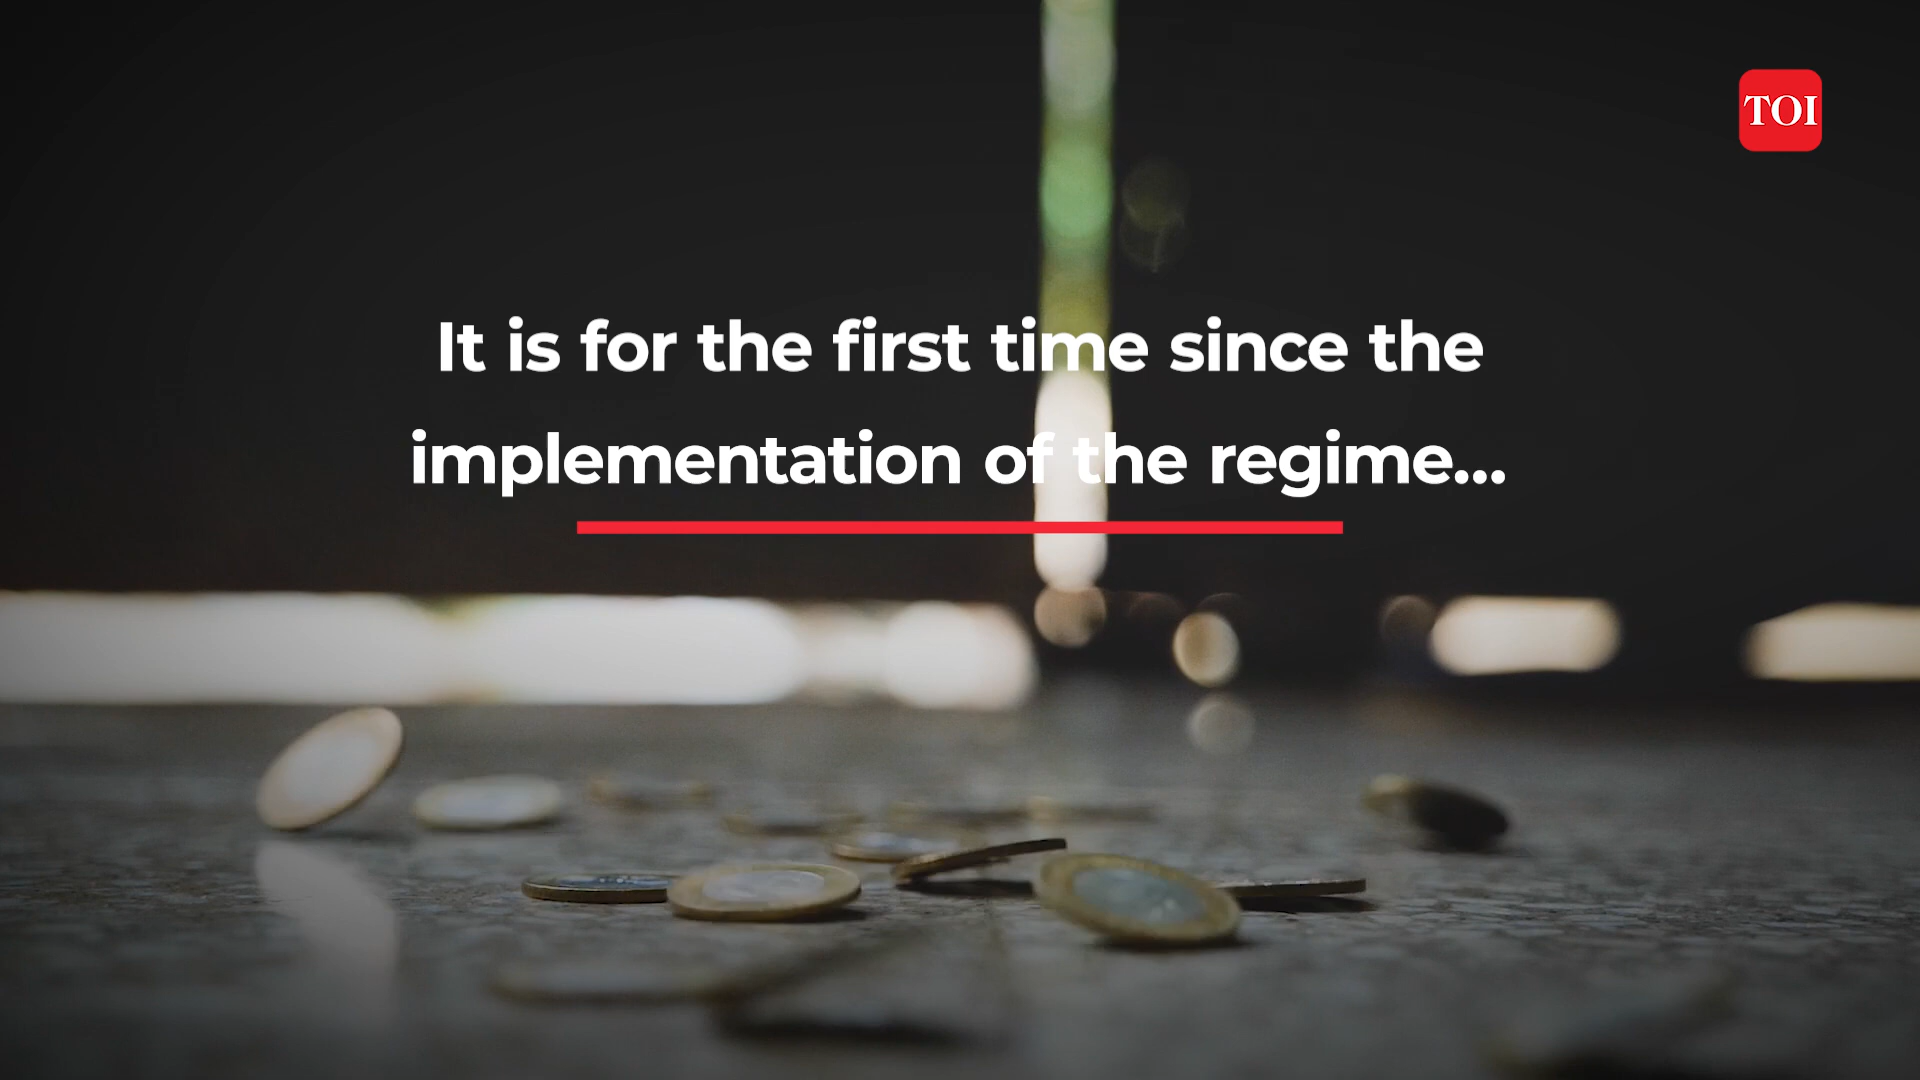 TOI
It is for the first time since the
implementation of the regime...